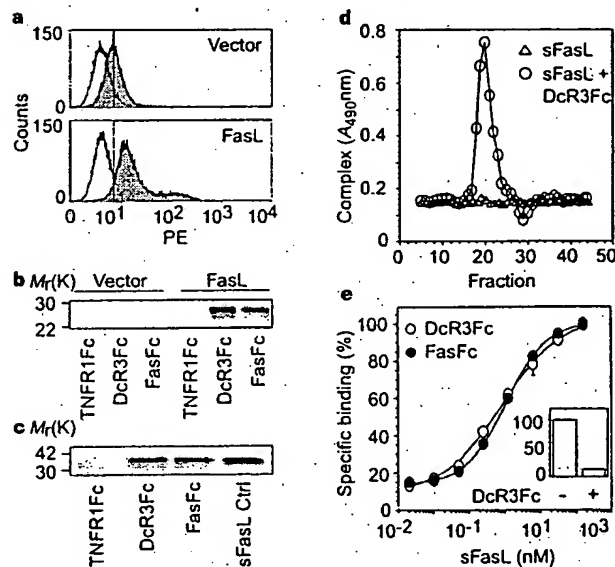 a
150
Vector
0
150
FasL
0
Counts
0 10¹ 10² 10³ 10⁴
PE
b Mᵣ(K) Vector FasL
30
22
TNFR1Fc
DcR3Fc
FasFc
TNFR1Fc
DcR3Fc
FasFc
c Mᵣ(K)
42
30
TNFR1Fc
DcR3Fc
FasFc
sFasL Ctrl
d
0.8
0.6
0.4
0.2
0
Complex (A₄₉₀nm)
sFasL
sFasL +
DcR3Fc
0 10 20 30 40 50
Fraction
e
100
80
60
40
20
0
Specific binding (%)
DcR3Fc
FasFc
100
50
0
DcR3Fc - +
10⁻² 10⁻¹ 10⁰ 10¹ 10²
sFasL (nM)